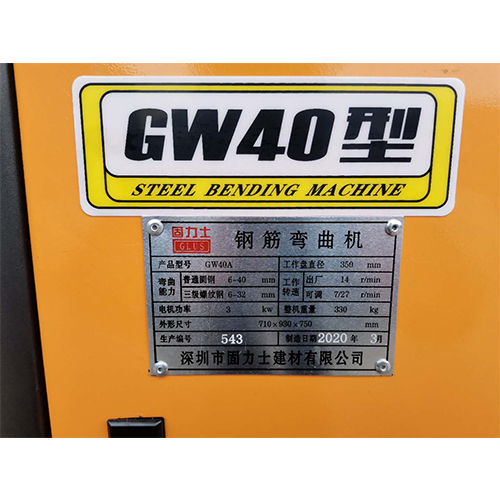 GW40型
STEEL BENDING MACHINE
固力士 钢筋弯曲机
GLUS
产品型号 GW40A 工作盘直径 350 mm
弯曲能力 普通圆钢 6-40 mm 工作转速 出厂 14 r/min
三级螺纹钢 6-32 mm 可调 7/27 r/min
电机功率 3 kw 整机重量 330 kg
外形尺寸 710×930×750 mm
生产编号 543 制造日期 2020 年 3月
深圳市固力士建材有限公司